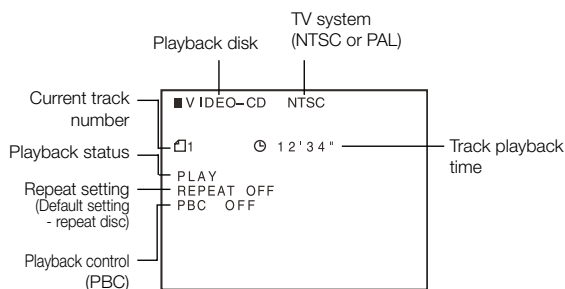 TV system
(NTSC or PAL)
Playback disk
■VIDEO–CD NTSC
Current track
number
1 12'34"
Track playback
time
Playback status
PLAY
Repeat setting
(Default setting
- repeat disc)
REPEAT OFF
PBC OFF
Playback control
(PBC)